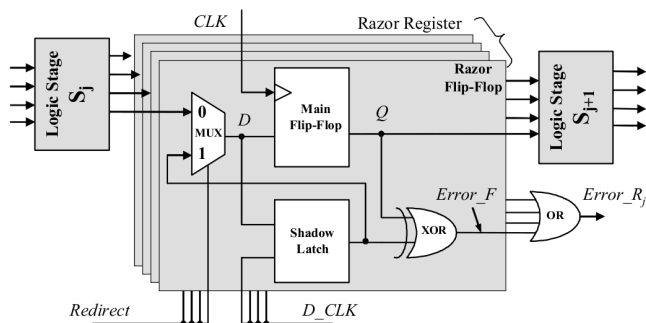 CLK
Razor Register
Logic Stage
S_j
0
MUX
1
D
Main
Flip-Flop
Q
Razor
Flip-Flop
Logic Stage
S_{j+1}
Shadow
Latch
XOR
Error_F
OR
Error_R_j
Redirect
D_CLK